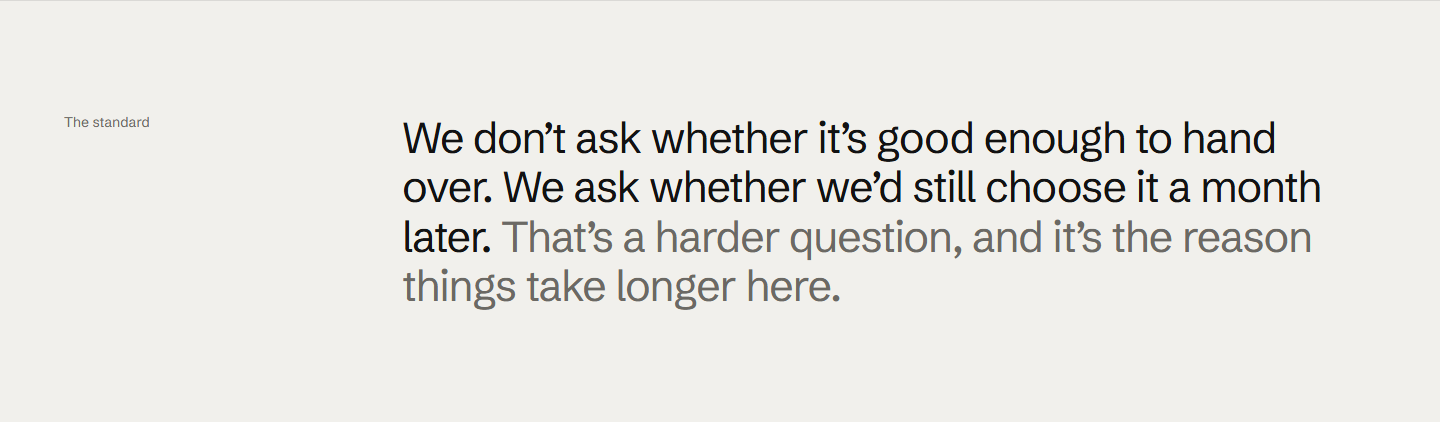 The standard
We don’t ask whether it’s good enough to hand
over. We ask whether we’d still choose it a month
later. That’s a harder question, and it’s the reason
things take longer here.